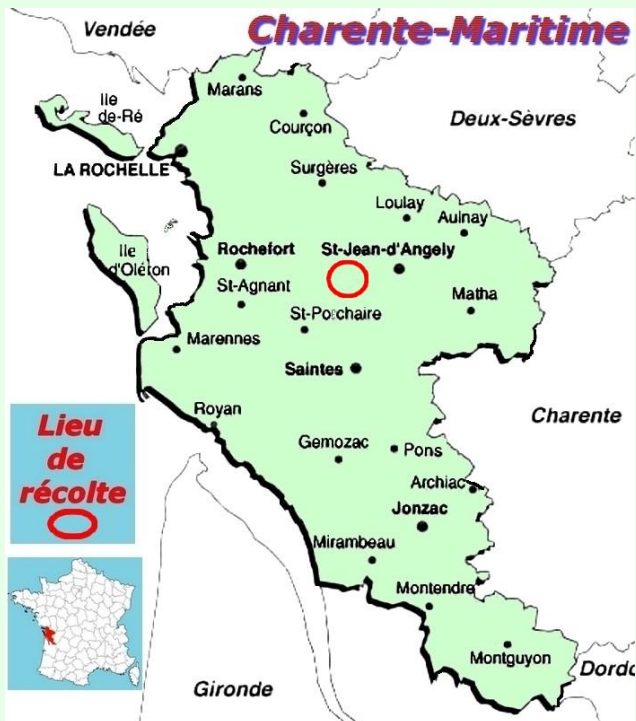 Charente-Maritime
Vendée
Marans
Ile
de-Ré
Courçon
Deux-Sèvres
LA ROCHELLE
Surgères
Loulay
Aulnay
Ile
d'Oléron
Rochefort
St-Jean-d'Angely
St-Agnant
Matha
St-Porchaire
Marennes
Saintes
Royan
Charente
Lieu
de
récolte
Gemozac
Pons
Archiac
Jonzac
Mirambeau
Montendre
Montguyon
Gironde
Dordo